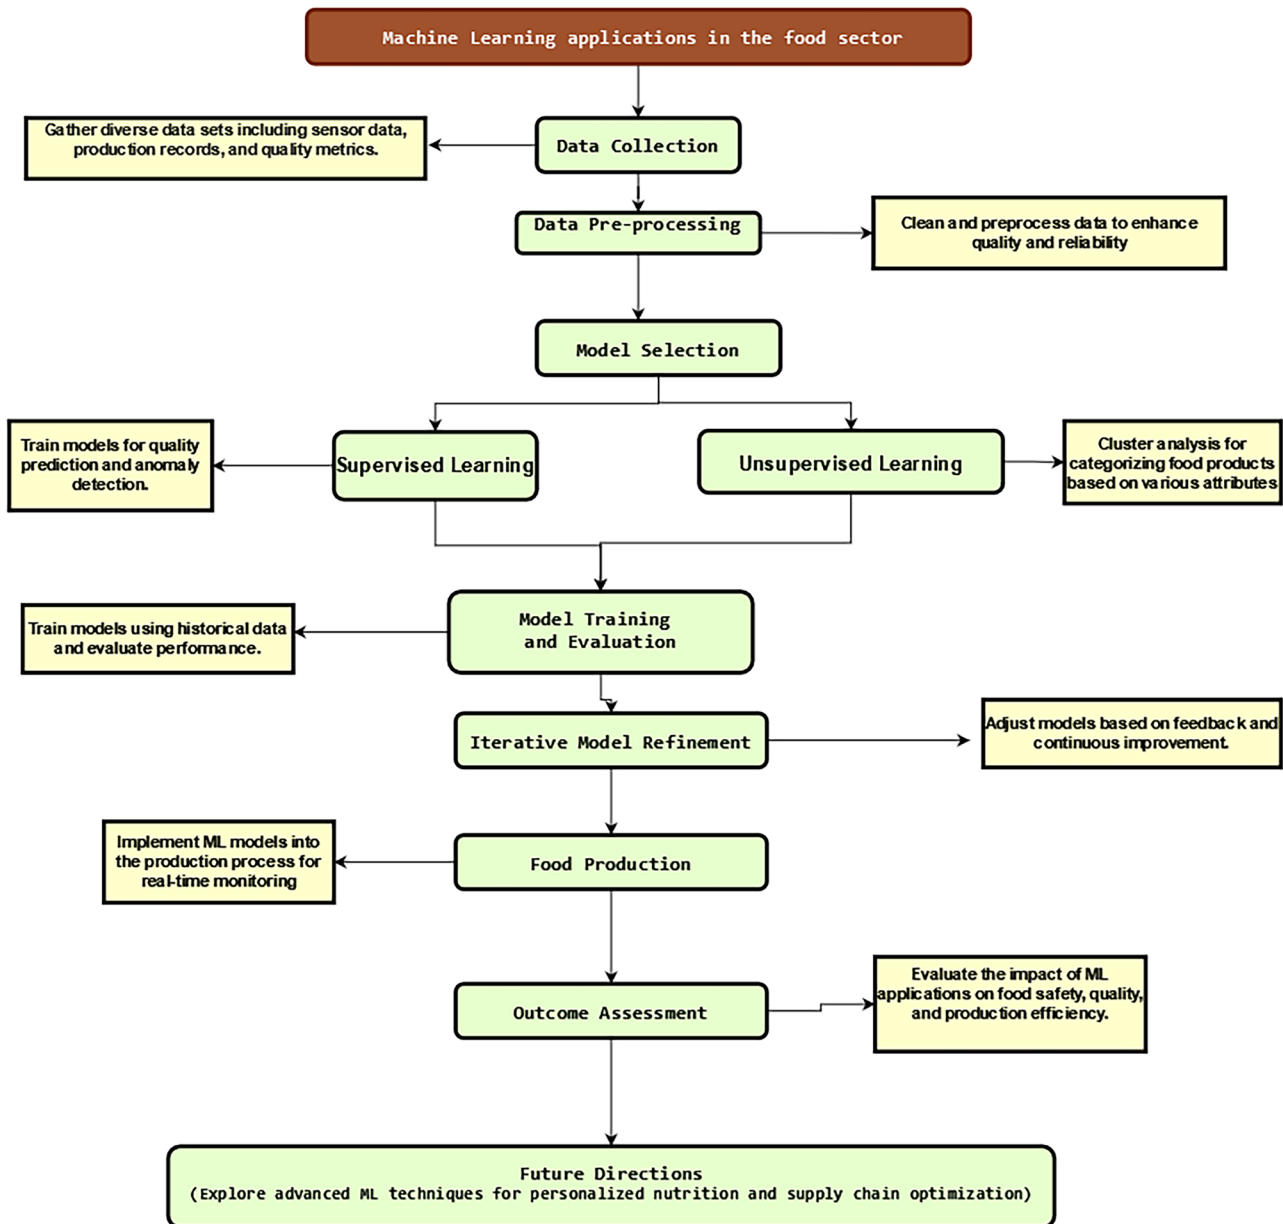 Machine Learning applications in the food sector
Gather diverse data sets including sensor data,
production records, and quality metrics.
Data Collection
Data Pre-processing
Clean and preprocess data to enhance
quality and reliability
Model Selection
Train models for quality
prediction and anomaly
detection.
Supervised Learning
Unsupervised Learning
Cluster analysis for
categorizing food products
based on various attributes
Model Training
and Evaluation
Train models using historical data
and evaluate performance.
Iterative Model Refinement
Adjust models based on feedback and
continuous improvement.
Implement ML models into
the production process for
real-time monitoring
Food Production
Outcome Assessment
Evaluate the impact of ML
applications on food safety, quality,
and production efficiency.
Future Directions
(Explore advanced ML techniques for personalized nutrition and supply chain optimization)